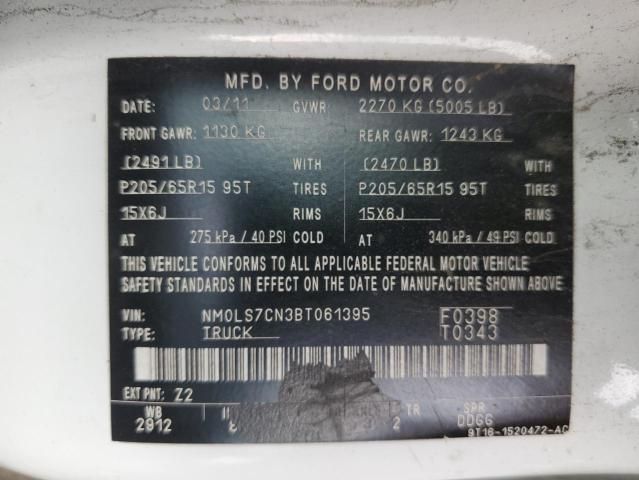 MFD. BY FORD MOTOR CO.
DATE: 03/11 GVWR 2270 KG (5005 LB)
FRONT GAWR: 1130 KG REAR GAWR: 1243 KG
(2491 LB) WITH (2470 LB) WITH
P205/65R15 95T TIRES P205/65R15 95T TIRES
15X6J RIMS 15X6J RIMS
AT 275 kPa / 40 PSI COLD AT 340 kPa / 49 PSI COLD
THIS VEHICLE CONFORMS TO ALL APPLICABLE FEDERAL MOTOR VEHICLE
SAFETY STANDARDS IN EFFECT ON THE DATE OF MANUFACTURE SHOWN ABOVE.
VIN: NM0LS7CN3BT061395 F0398
TYPE: TRUCK T0343
EXT PNT: Z2
WB TR SPR
2912 2 DDGG
9T16-1520472-AC